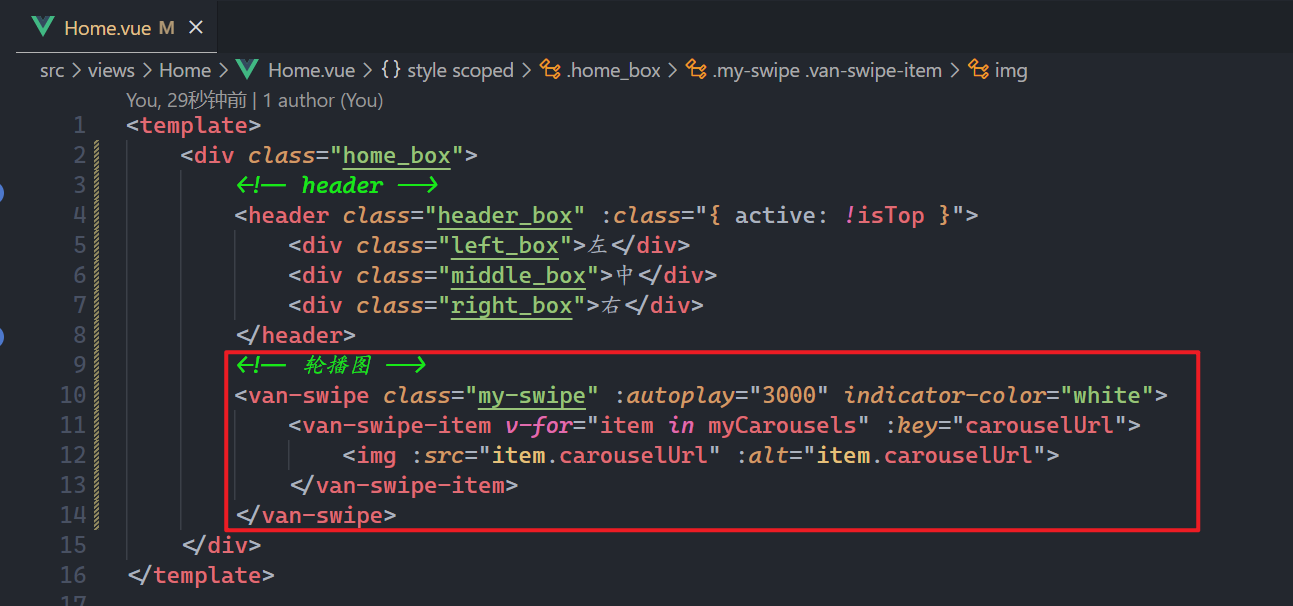 Home.vue M
src > views > Home > Home.vue > {} style scoped > .home_box > .my-swipe .van-swipe-item > img
You, 29秒钟前 | 1 author (You)
1 <template>
2 <div class="home_box">
3 <!-- header -->
4 <header class="header_box" :class="{ active: !isTop }">
5 <div class="left_box">左</div>
6 <div class="middle_box">中</div>
7 <div class="right_box">右</div>
8 </header>
9 <!-- 轮播图 -->
10 <van-swipe class="my-swipe" :autoplay="3000" indicator-color="white">
11 <van-swipe-item v-for="item in myCarousels" :key="carouselUrl">
12 <img :src="item.carouselUrl" :alt="item.carouselUrl">
13 </van-swipe-item>
14 </van-swipe>
15 </div>
16 </template>
17